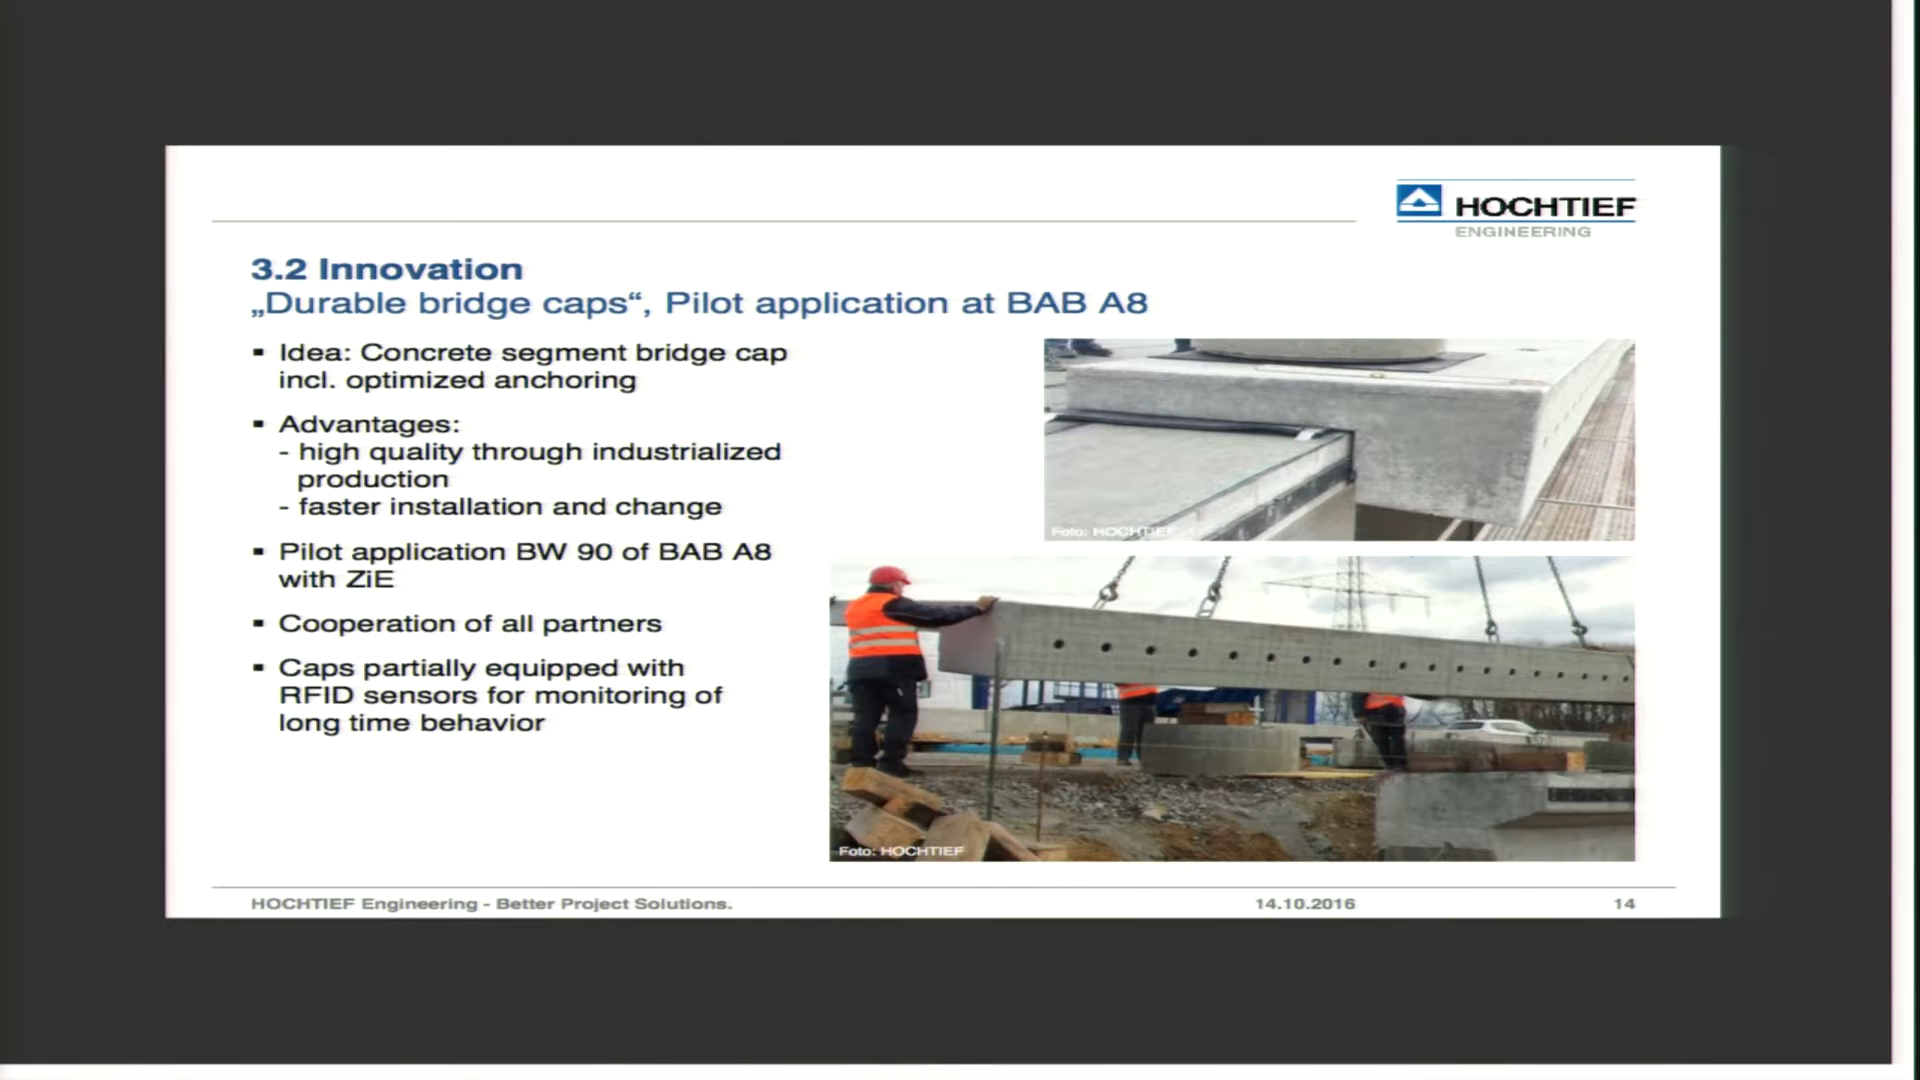 HOCHTIEF
ENGINEERING
3.2 Innovation
„Durable bridge caps“, Pilot application at BAB A8
▪ Idea: Concrete segment bridge cap
incl. optimized anchoring
▪ Advantages:
- high quality through industrialized
production
- faster installation and change
▪ Pilot application BW 90 of BAB A8
with ZiE
▪ Cooperation of all partners
▪ Caps partially equipped with
RFID sensors for monitoring of
long time behavior
Foto: HOCHTIEF
Foto: HOCHTIEF
HOCHTIEF Engineering - Better Project Solutions.
14.10.2016
14